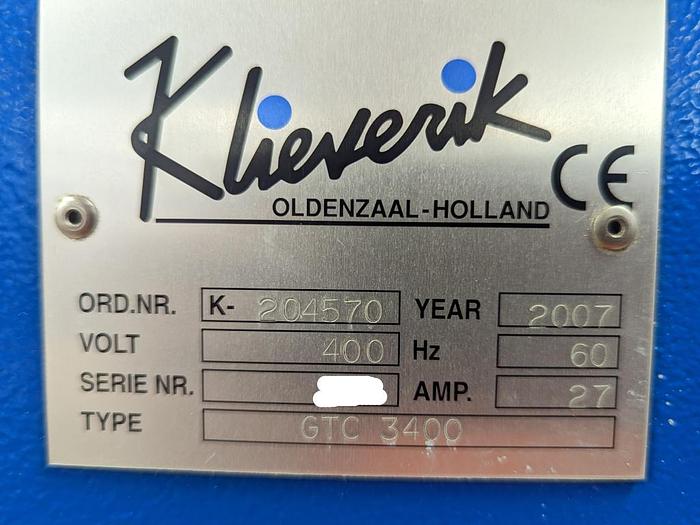 Klieverik
OLDENZAAL-HOLLAND CE
ORD.NR. K- 204570 YEAR 2007
VOLT 400 Hz 60
SERIE NR. AMP. 27
TYPE GTC 3400